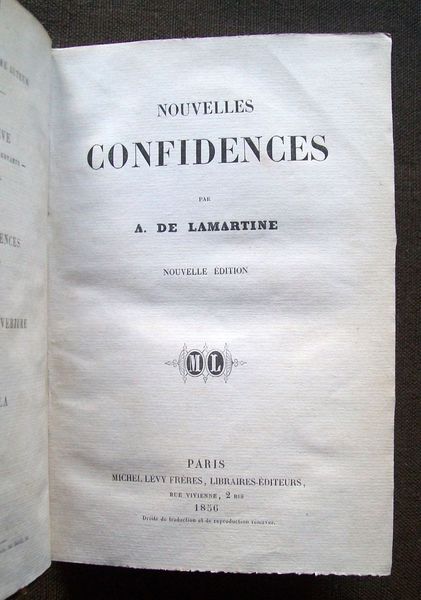 NOUVELLES
CONFIDENCES
PAR
A. DE LAMARTINE
NOUVELLE ÉDITION
ML
PARIS
MICHEL LEVY FRÈRES, LIBRAIRES-ÉDITEURS,
RUE VIVIENNE, 2 BIS
1856
Droits de traduction et de reproduction réservés.